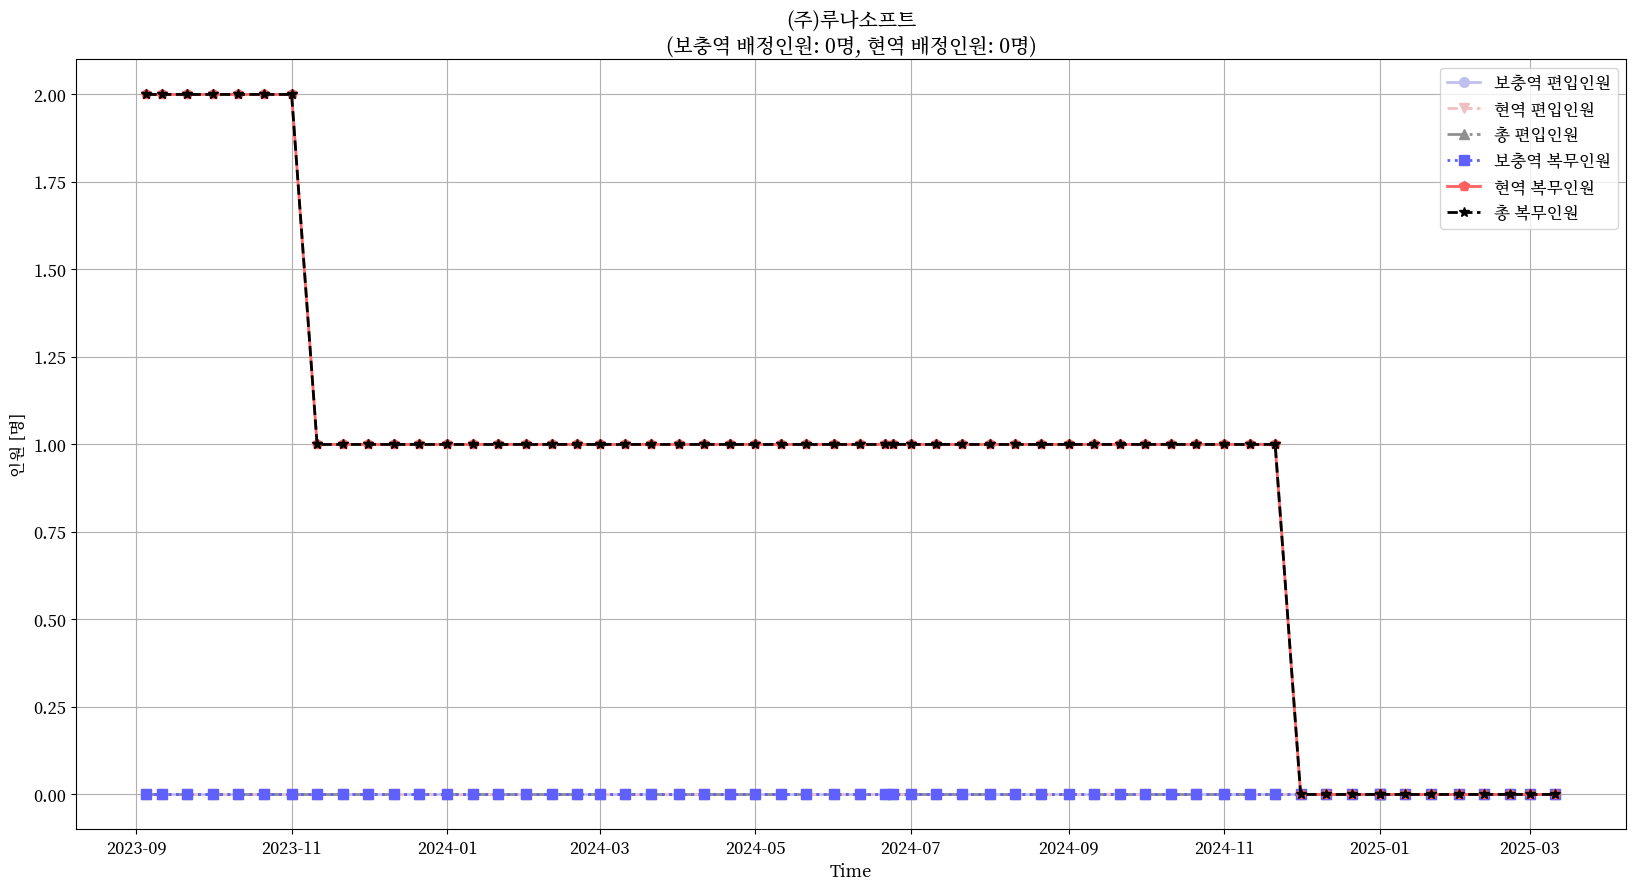 (주)루나소프트
(보충역 배정인원: 0명, 현역 배정인원: 0명)
보충역 편입인원
현역 편입인원
총 편입인원
보충역 복무인원
현역 복무인원
총 복무인원
인원 [명]
2.00
1.75
1.50
1.25
1.00
0.75
0.50
0.25
0.00
2023-09 2023-11 2024-01 2024-03 2024-05 2024-07 2024-09 2024-11 2025-01 2025-03
Time